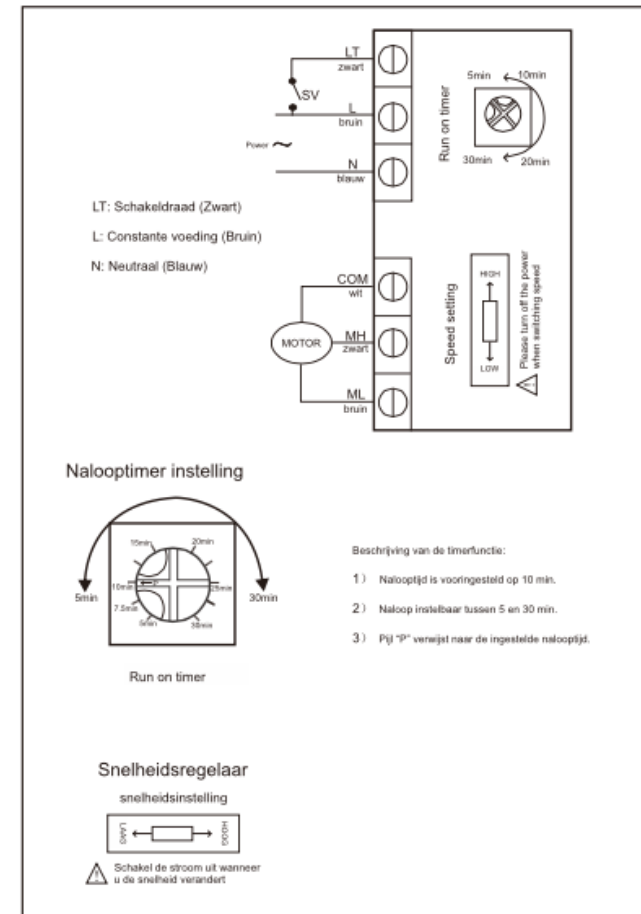 LT
zwart
SV
L
bruin
Power ~
N
blauw
Run on timer
5min
10min
30min
20min
LT: Schakeldraad (Zwart)
L: Constante voeding (Bruin)
N: Neutraal (Blauw)
COM
wit
MOTOR
MH
zwart
ML
bruin
Speed setting
HIGH
LOW
Please turn off the power
when switching speed
Nalooptimer instelling
15min
20min
10min
P
25min
7.5min
5min
30min
5min
30min
Run on timer
Beschrijving van de timerfunctie:
1) Nalooptijd is vooringesteld op 10 min.
2) Naloop instelbaar tussen 5 en 30 min.
3) Pijl "P" verwijst naar de ingestelde nalooptijd.
Snelheidsregelaar
snelheidsinstelling
LAAG
HOOG
Schakel de stroom uit wanneer
u de snelheid verandert